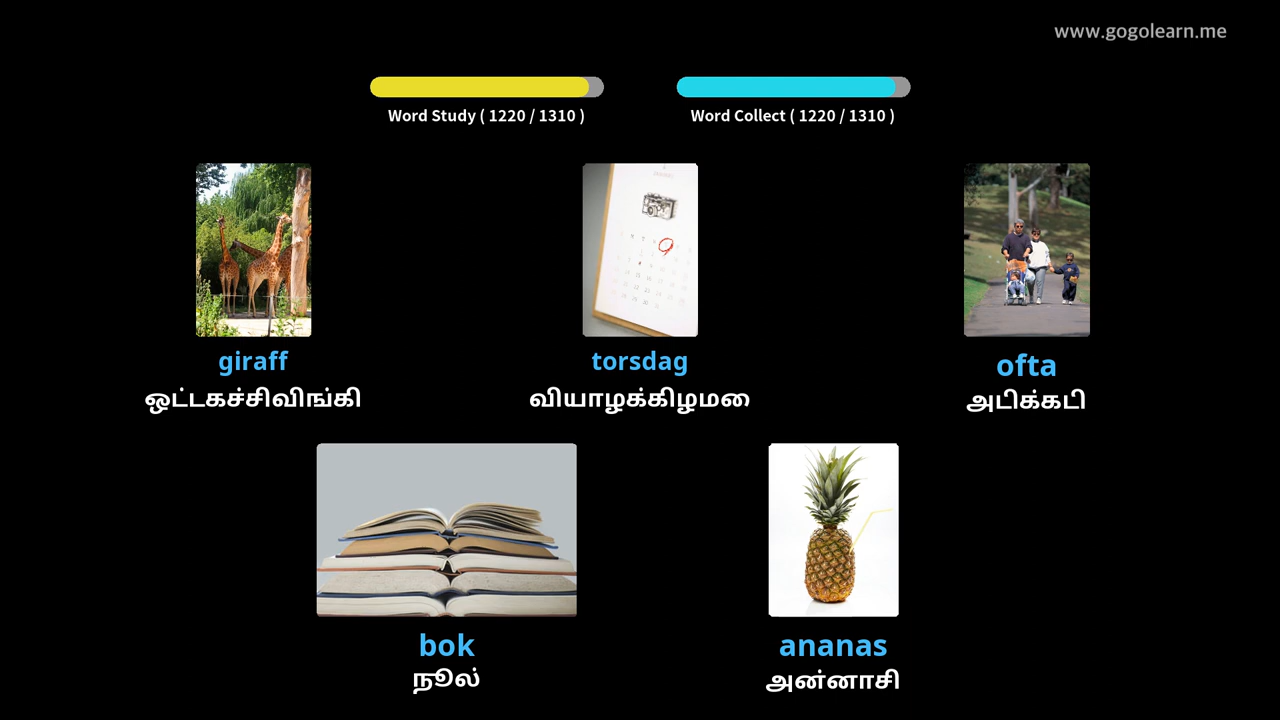 www.gogolearn.me
Word Study ( 1220 / 1310 )
Word Collect ( 1220 / 1310 )
giraff
ஒட்டகச்சிவிங்கி
torsdag
வியாழக்கிழமை
ofta
அடிக்கடி
bok
நூல்
ananas
அன்னாசி